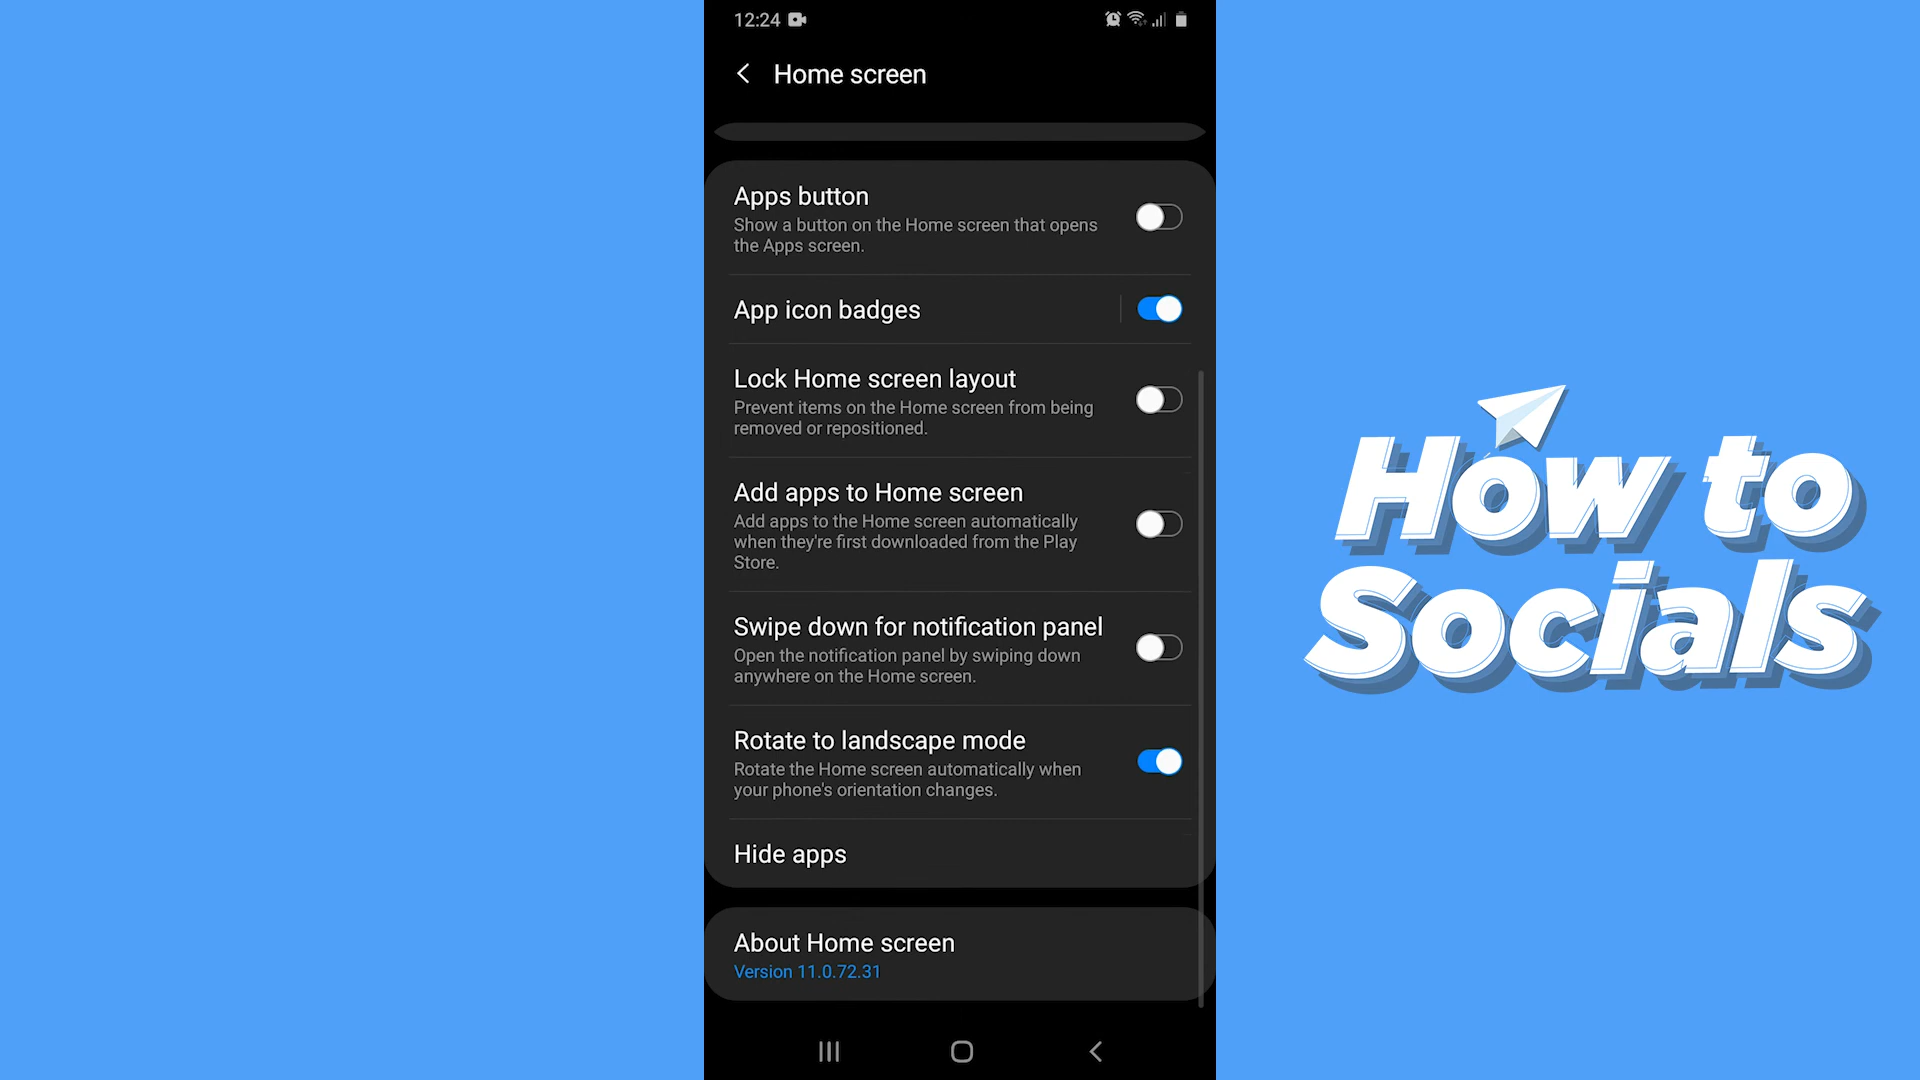 12:24
Home screen
Apps button
Show a button on the Home screen that opens
the Apps screen.
App icon badges
Lock Home screen layout
Prevent items on the Home screen from being
removed or repositioned.
Add apps to Home screen
Add apps to the Home screen automatically
when they're first downloaded from the Play
Store.
Swipe down for notification panel
Open the notification panel by swiping down
anywhere on the Home screen.
Rotate to landscape mode
Rotate the Home screen automatically when
your phone's orientation changes.
Hide apps
About Home screen
Version 11.0.72.31
How to
Socials